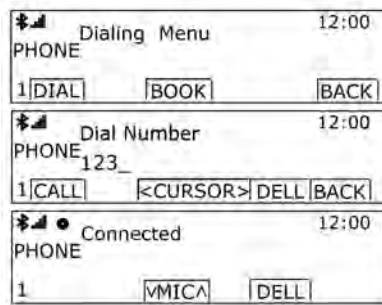 12:00
Dialing Menu
PHONE
1 DIAL BOOK BACK
12:00
Dial Number
PHONE
123_
1 CALL <CURSOR> DELL BACK
12:00
Connected
PHONE
1 VMICΛ DELL